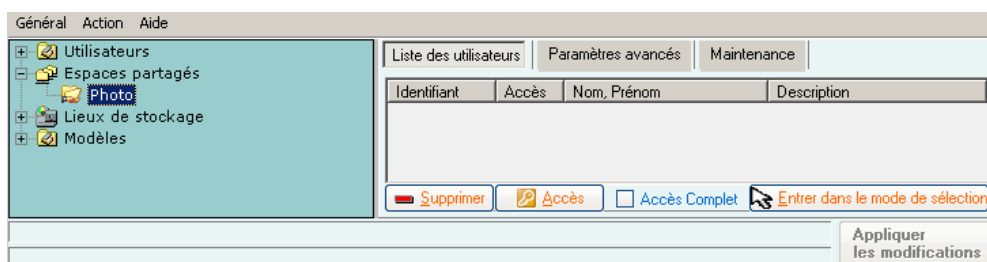 Général Action Aide
Utilisateurs
Espaces partagés
Photo
Lieux de stockage
Modèles
Liste des utilisateurs Paramètres avancés Maintenance
Identifiant Accès Nom, Prénom Description
Supprimer Accès Accès Complet Entrer dans le mode de sélection
Appliquer
les modifications